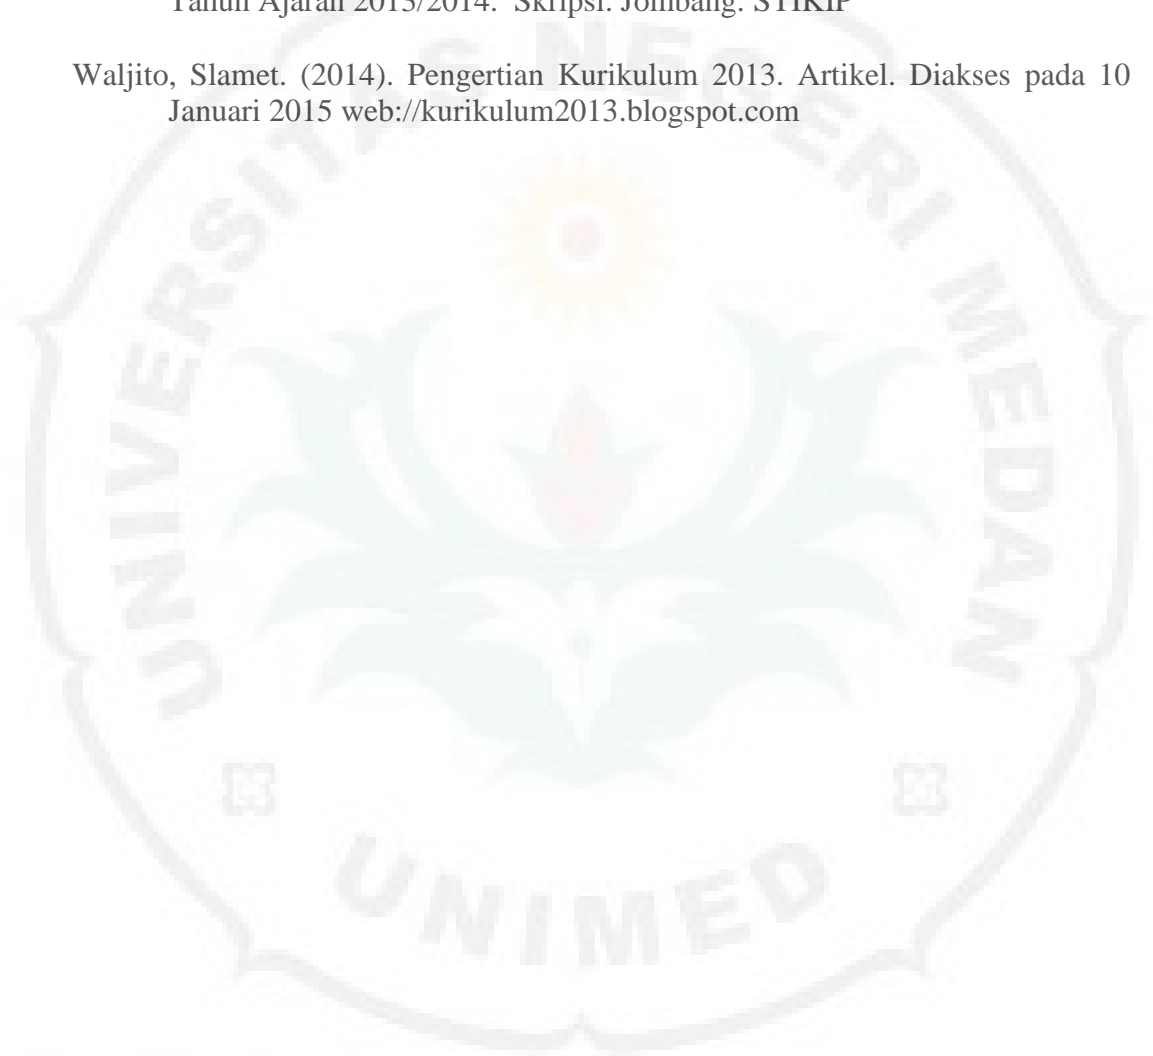 Tahun Ajaran 2013/2014. Skripsi. Jombang. STIKIP
Waljito, Slamet. (2014). Pengertian Kurikulum 2013. Artikel. Diakses pada 10
Januari 2015 web://kurikulum2013.blogspot.com
UNIVERSITAS NEGERI MEDAN
UNIMED